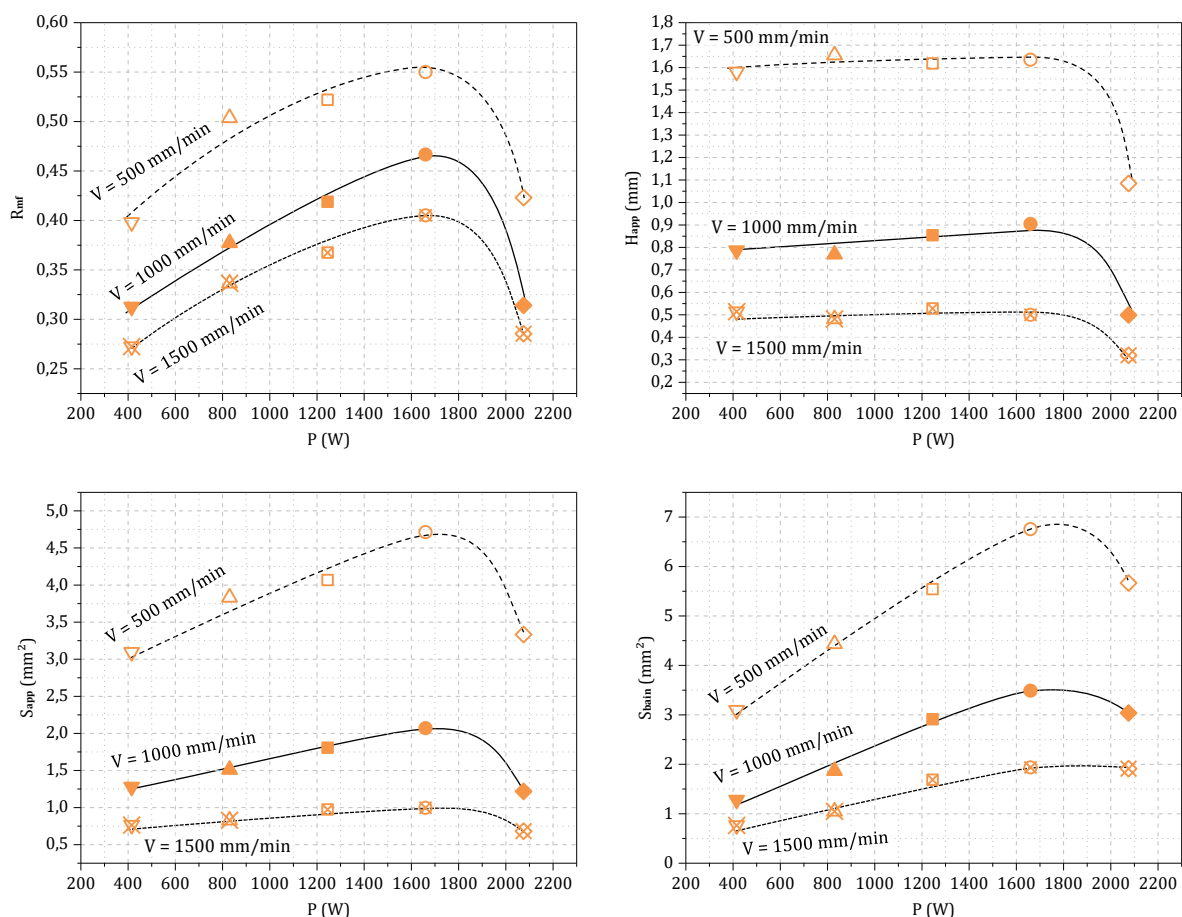 0,60
0,55
0,50
0,45
0,40
0,35
0,30
0,25
Rmf
V = 500 mm/min
V = 1000 mm/min
V = 1500 mm/min
200 400 600 800 1000 1200 1400 1600 1800 2000 2200
P (W)
1,8
1,7
1,6
1,5
1,4
1,3
1,2
1,1
1,0
0,9
0,8
0,7
0,6
0,5
0,4
0,3
0,2
Happ (mm)
V = 500 mm/min
V = 1000 mm/min
V = 1500 mm/min
200 400 600 800 1000 1200 1400 1600 1800 2000 2200
P (W)
5,0
4,5
4,0
3,5
3,0
2,5
2,0
1,5
1,0
0,5
Sapp (mm²)
V = 500 mm/min
V = 1000 mm/min
V = 1500 mm/min
200 400 600 800 1000 1200 1400 1600 1800 2000 2200
P (W)
7
6
5
4
3
2
1
0
Sbain (mm²)
V = 500 mm/min
V = 1000 mm/min
V = 1500 mm/min
200 400 600 800 1000 1200 1400 1600 1800 2000 2200
P (W)